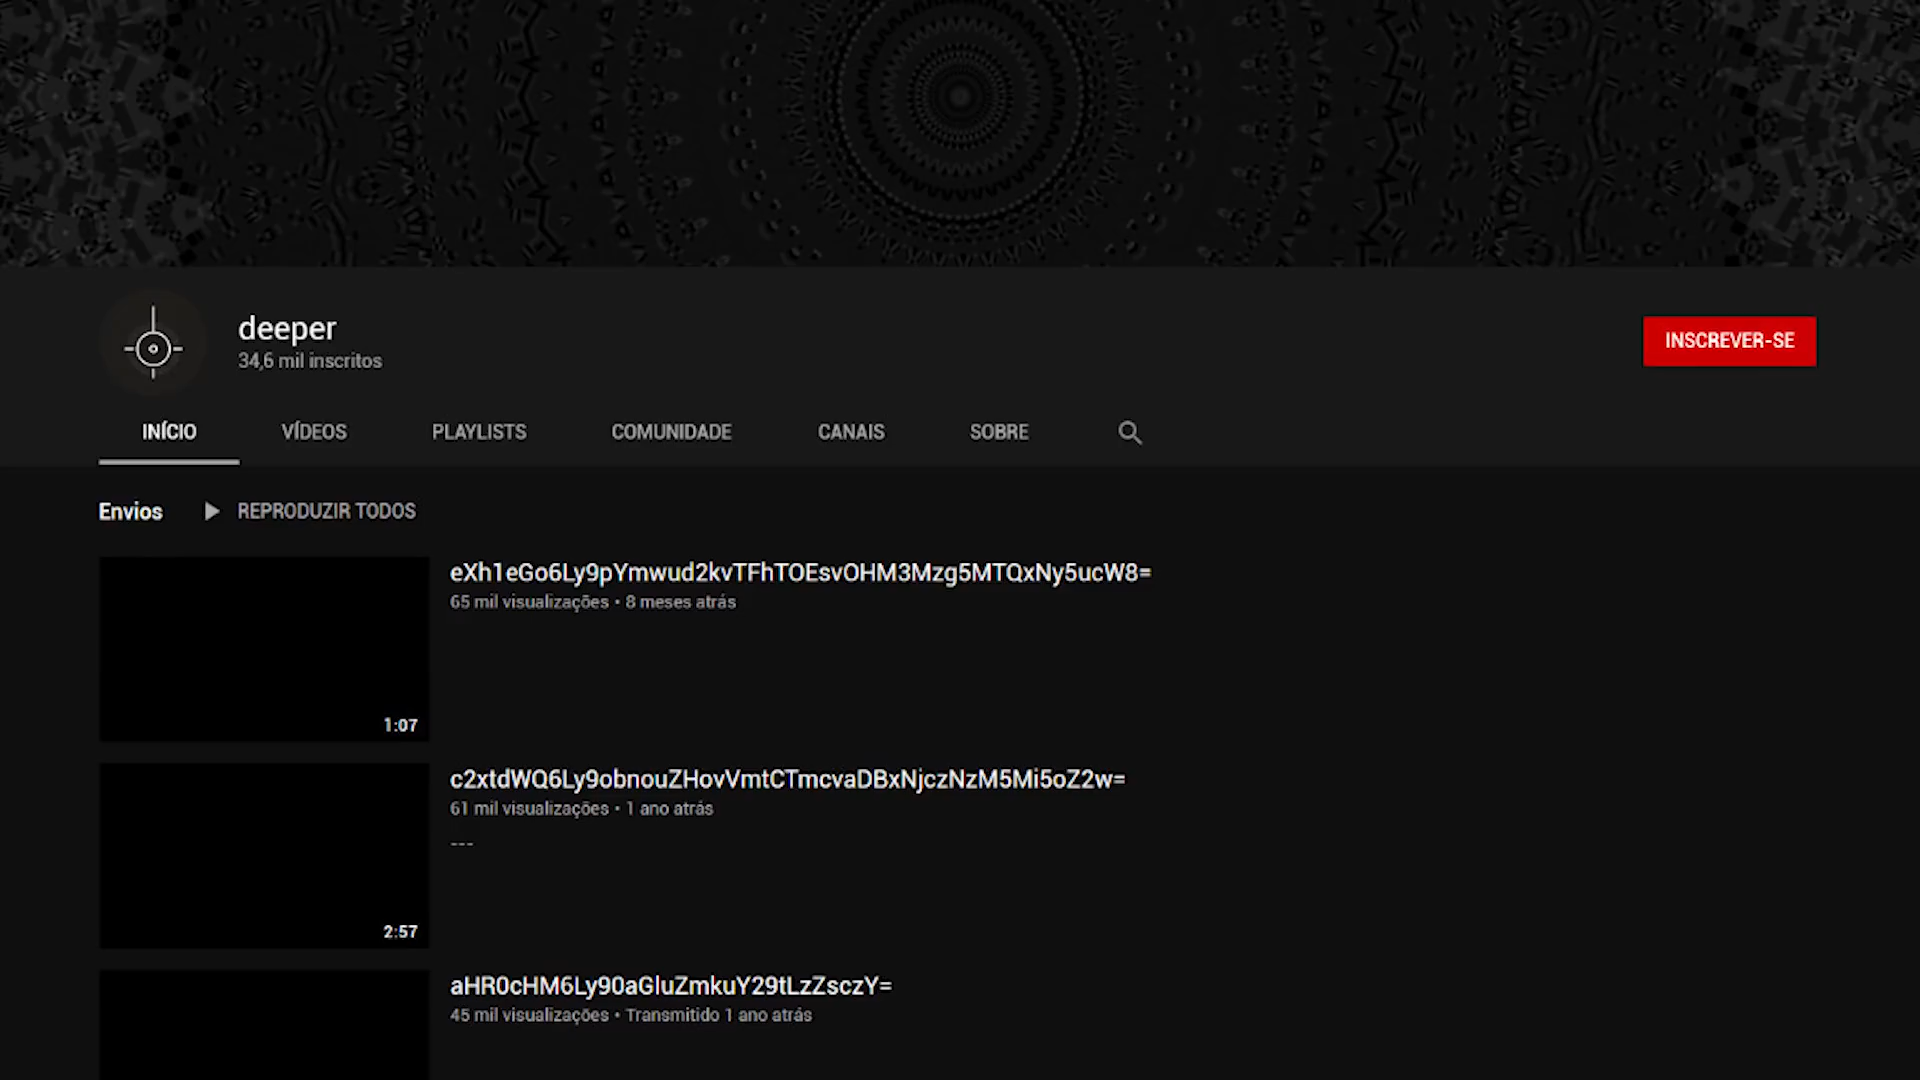 deeper
34,6 mil inscritos
INSCREVER-SE
INÍCIO VÍDEOS PLAYLISTS COMUNIDADE CANAIS SOBRE
Envios REPRODUZIR TODOS
eXh1eGo6Ly9pYmwud2kvTFhTOEsvOHM3Mzg5MTQxNy5ucW8=
65 mil visualizações • 8 meses atrás
1:07
c2xtdWQ6Ly9obnouZHovVmtCTmcvaDBxNjczNzM5Mi5oZ2w=
61 mil visualizações • 1 ano atrás
---
2:57
aHR0cHM6Ly90aGluZmkuY29tLzZsczY=
45 mil visualizações • Transmitido 1 ano atrás